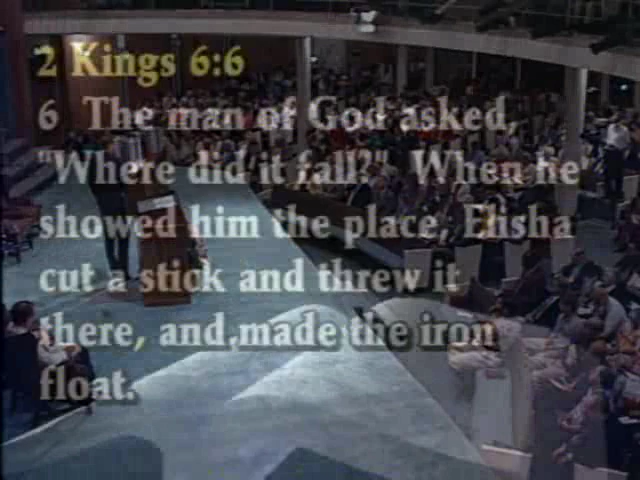 2 Kings 6:6
6 The man of God asked,
"Where did it fall?" When he
showed him the place, Elisha
cut a stick and threw it
there, and made the iron
float.